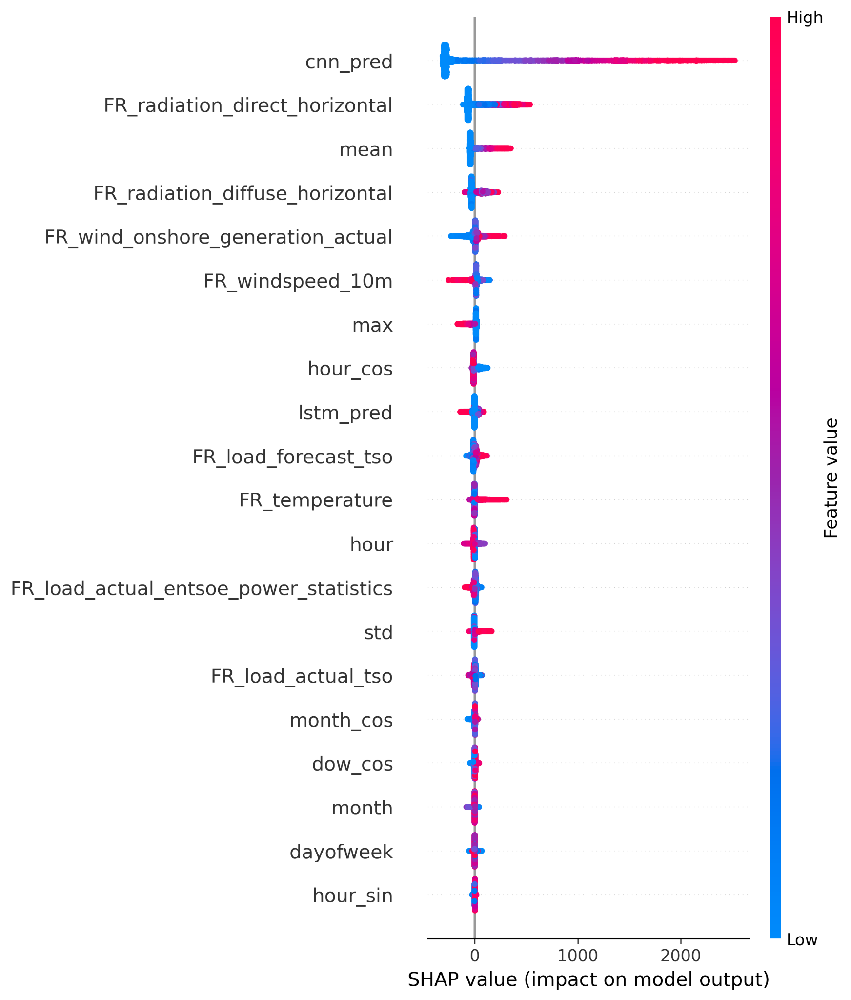 High
cnn_pred
FR_radiation_direct_horizontal
mean
FR_radiation_diffuse_horizontal
FR_wind_onshore_generation_actual
FR_windspeed_10m
max
hour_cos
lstm_pred
FR_load_forecast_tso
FR_temperature
hour
FR_load_actual_entsoe_power_statistics
std
FR_load_actual_tso
month_cos
dow_cos
month
dayofweek
hour_sin
Feature value
Low
0 1000 2000
SHAP value (impact on model output)